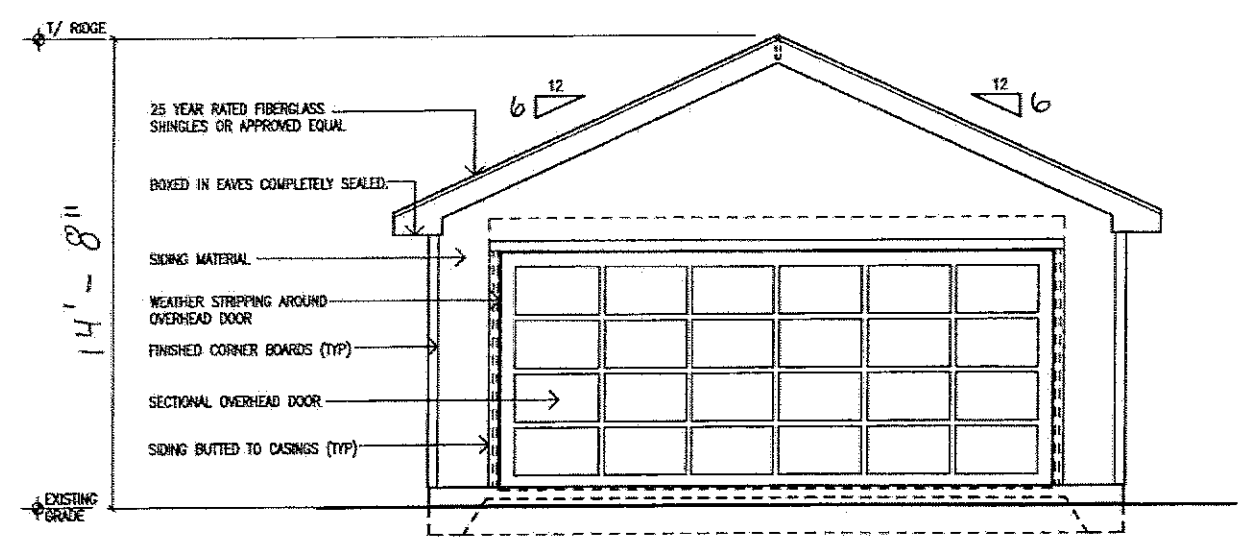 T/ RIDGE
12
6
12
6
25 YEAR RATED FIBERGLASS
SHINGLES OR APPROVED EQUAL
BOXED IN EAVES COMPLETELY SEALED.
14' - 8"
SIDING MATERIAL
WEATHER STRIPPING AROUND
OVERHEAD DOOR
FINISHED CORNER BOARDS (TYP)
SECTIONAL OVERHEAD DOOR
SIDING BUTTED TO CASINGS (TYP)
EXISTING
GRADE